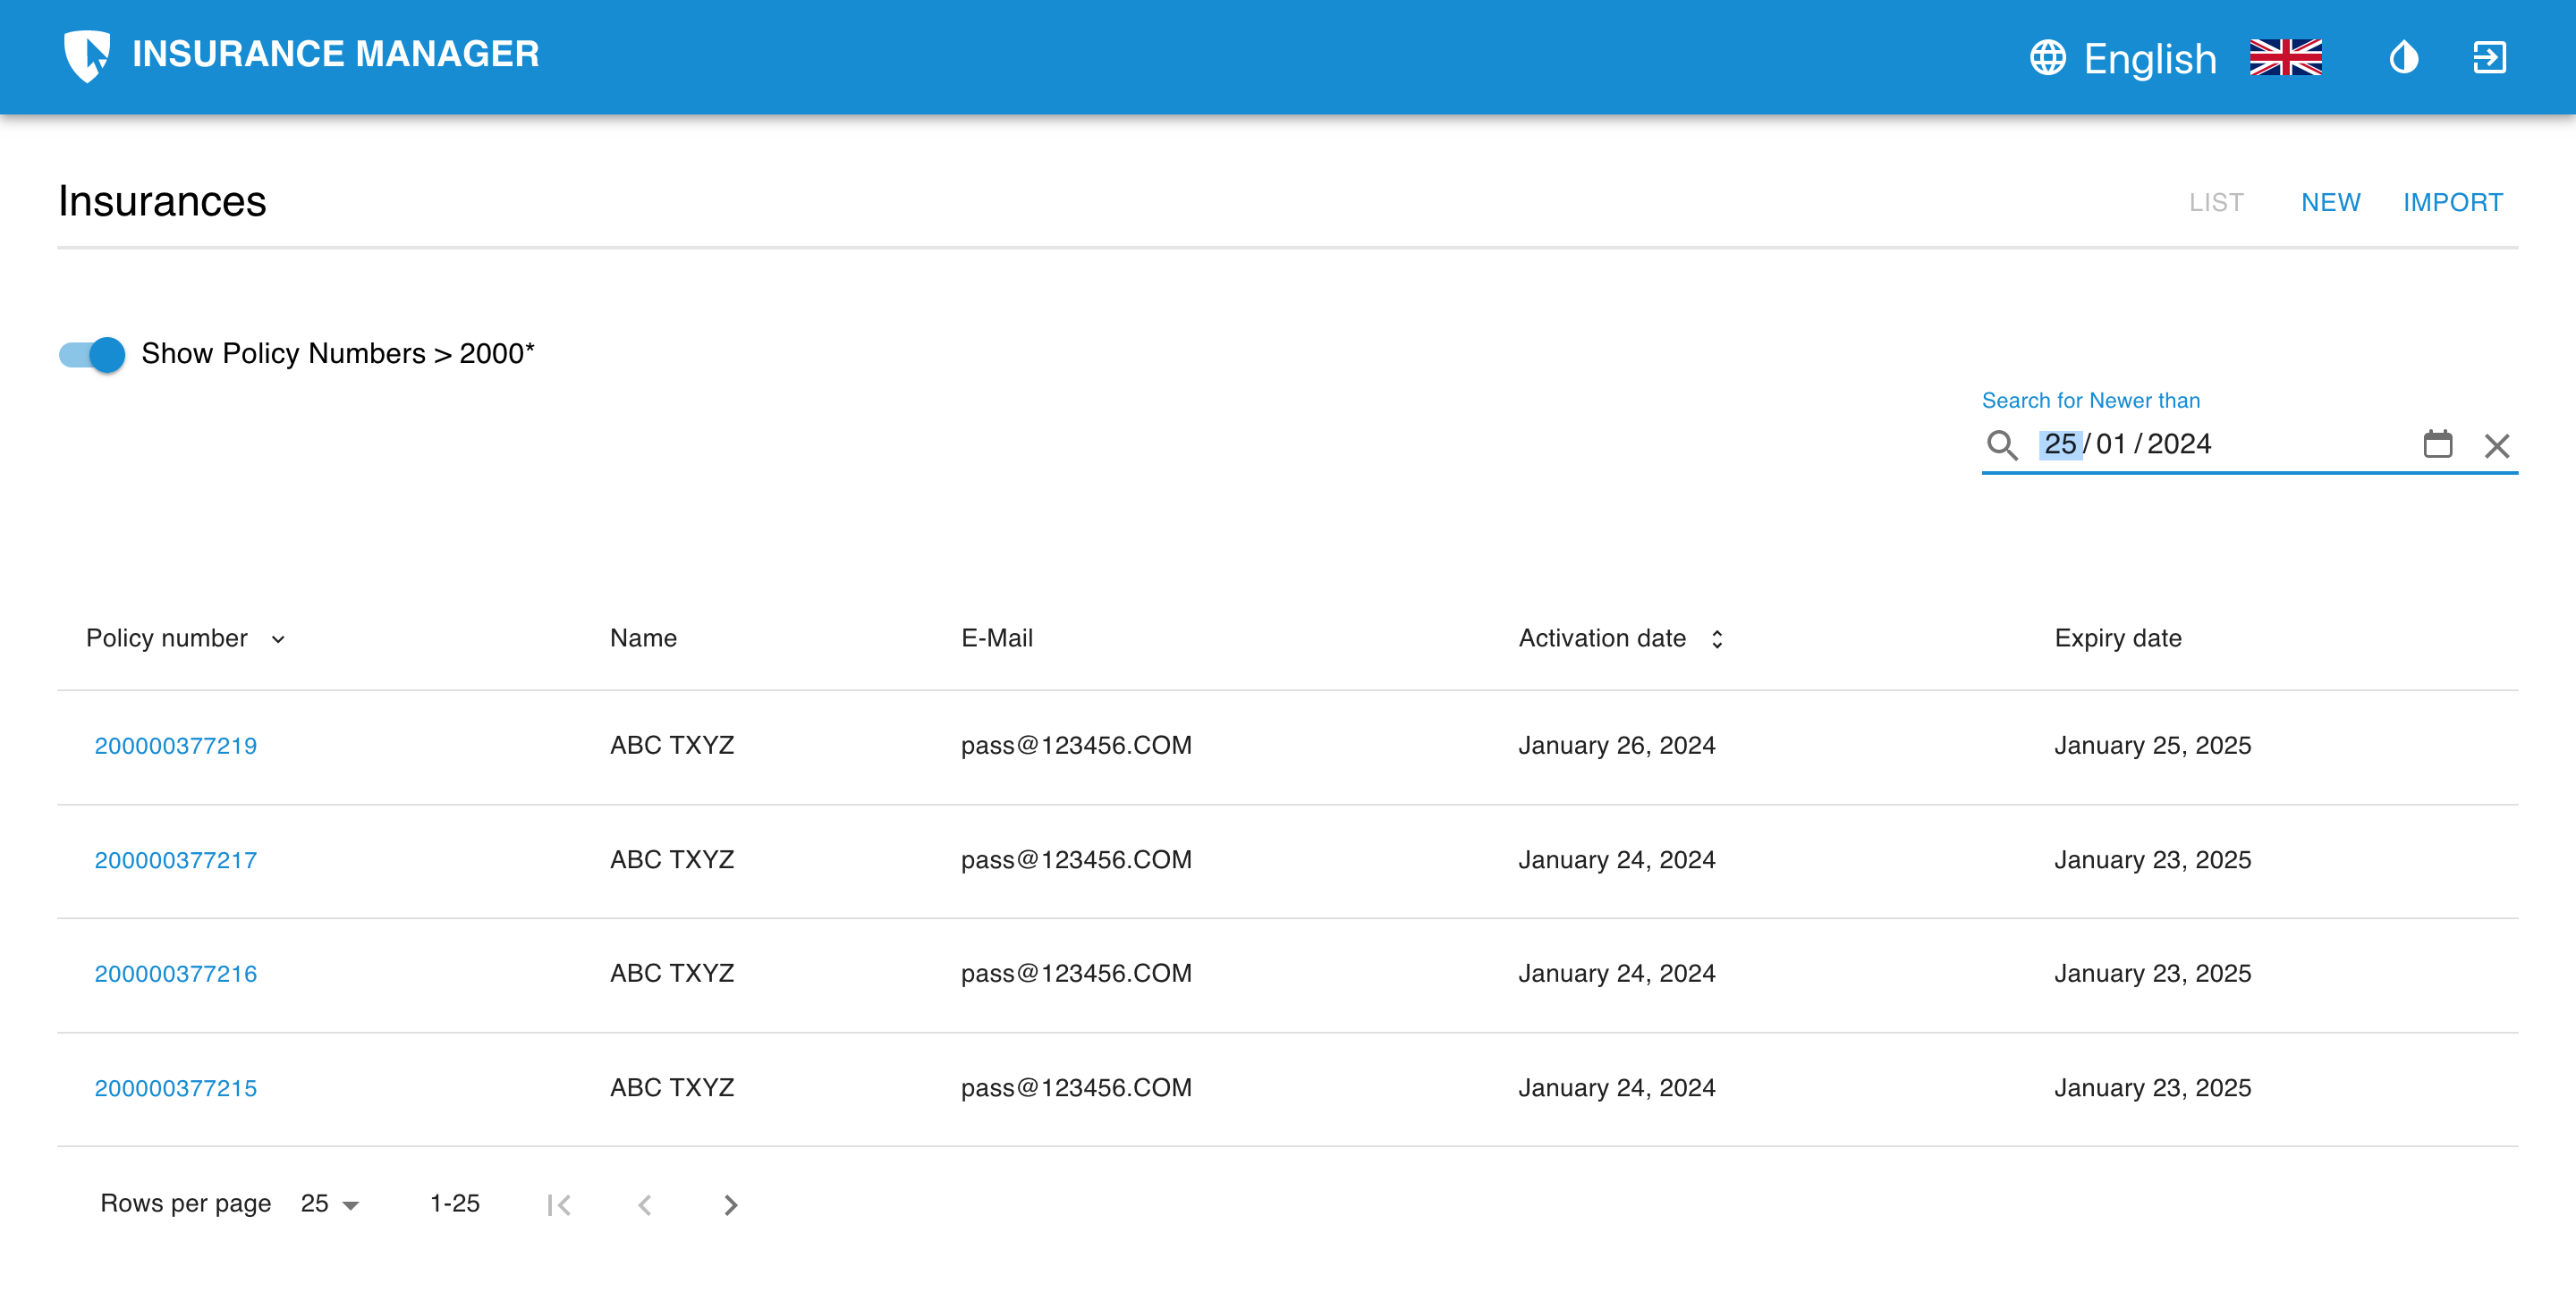 INSURANCE MANAGER
English
Insurances
LIST NEW IMPORT
Show Policy Numbers > 2000*
Search for Newer than
25/01/2024
Policy number Name E-Mail Activation date Expiry date
200000377219 ABC TXYZ pass@123456.COM January 26, 2024 January 25, 2025
200000377217 ABC TXYZ pass@123456.COM January 24, 2024 January 23, 2025
200000377216 ABC TXYZ pass@123456.COM January 24, 2024 January 23, 2025
200000377215 ABC TXYZ pass@123456.COM January 24, 2024 January 23, 2025
Rows per page 25 1-25